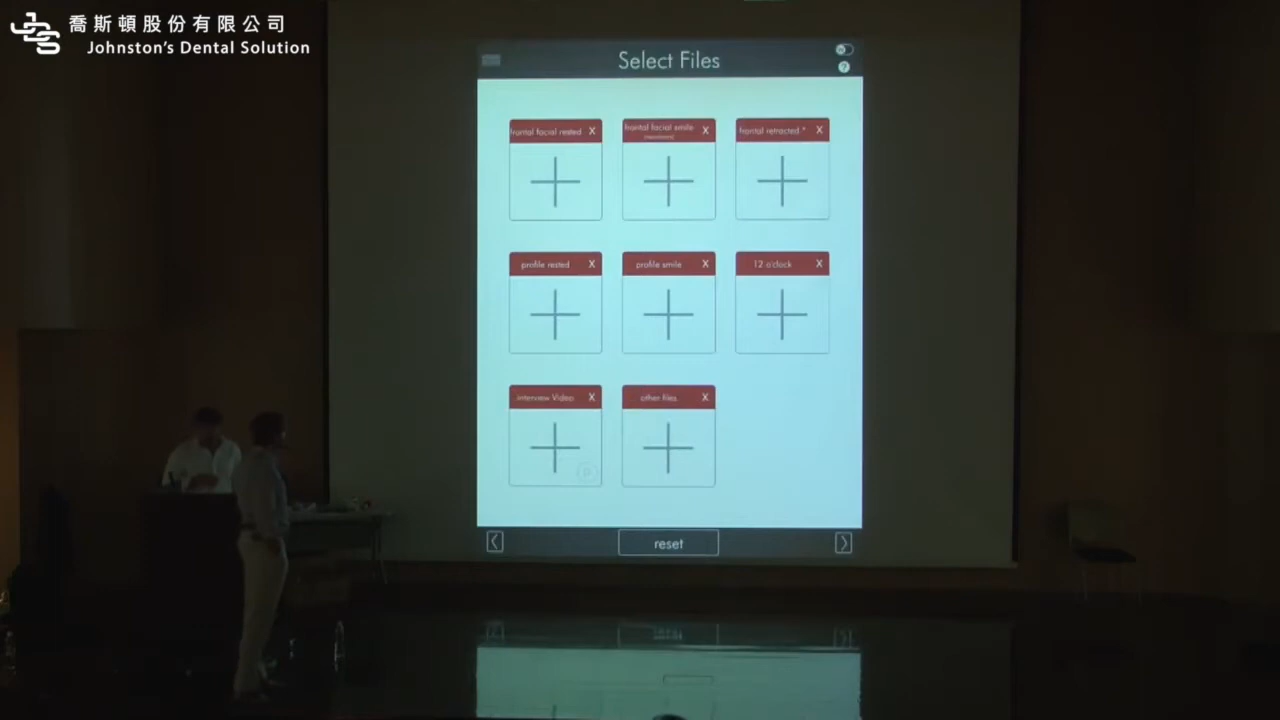 喬斯頓股份有限公司
Johnston's Dental Solution
Select Files
frontal facial rested X
frontal facial smile X
frontal retracted * X
profile rested X
profile smile X
12 o'clock X
interview Video X
other files X
reset